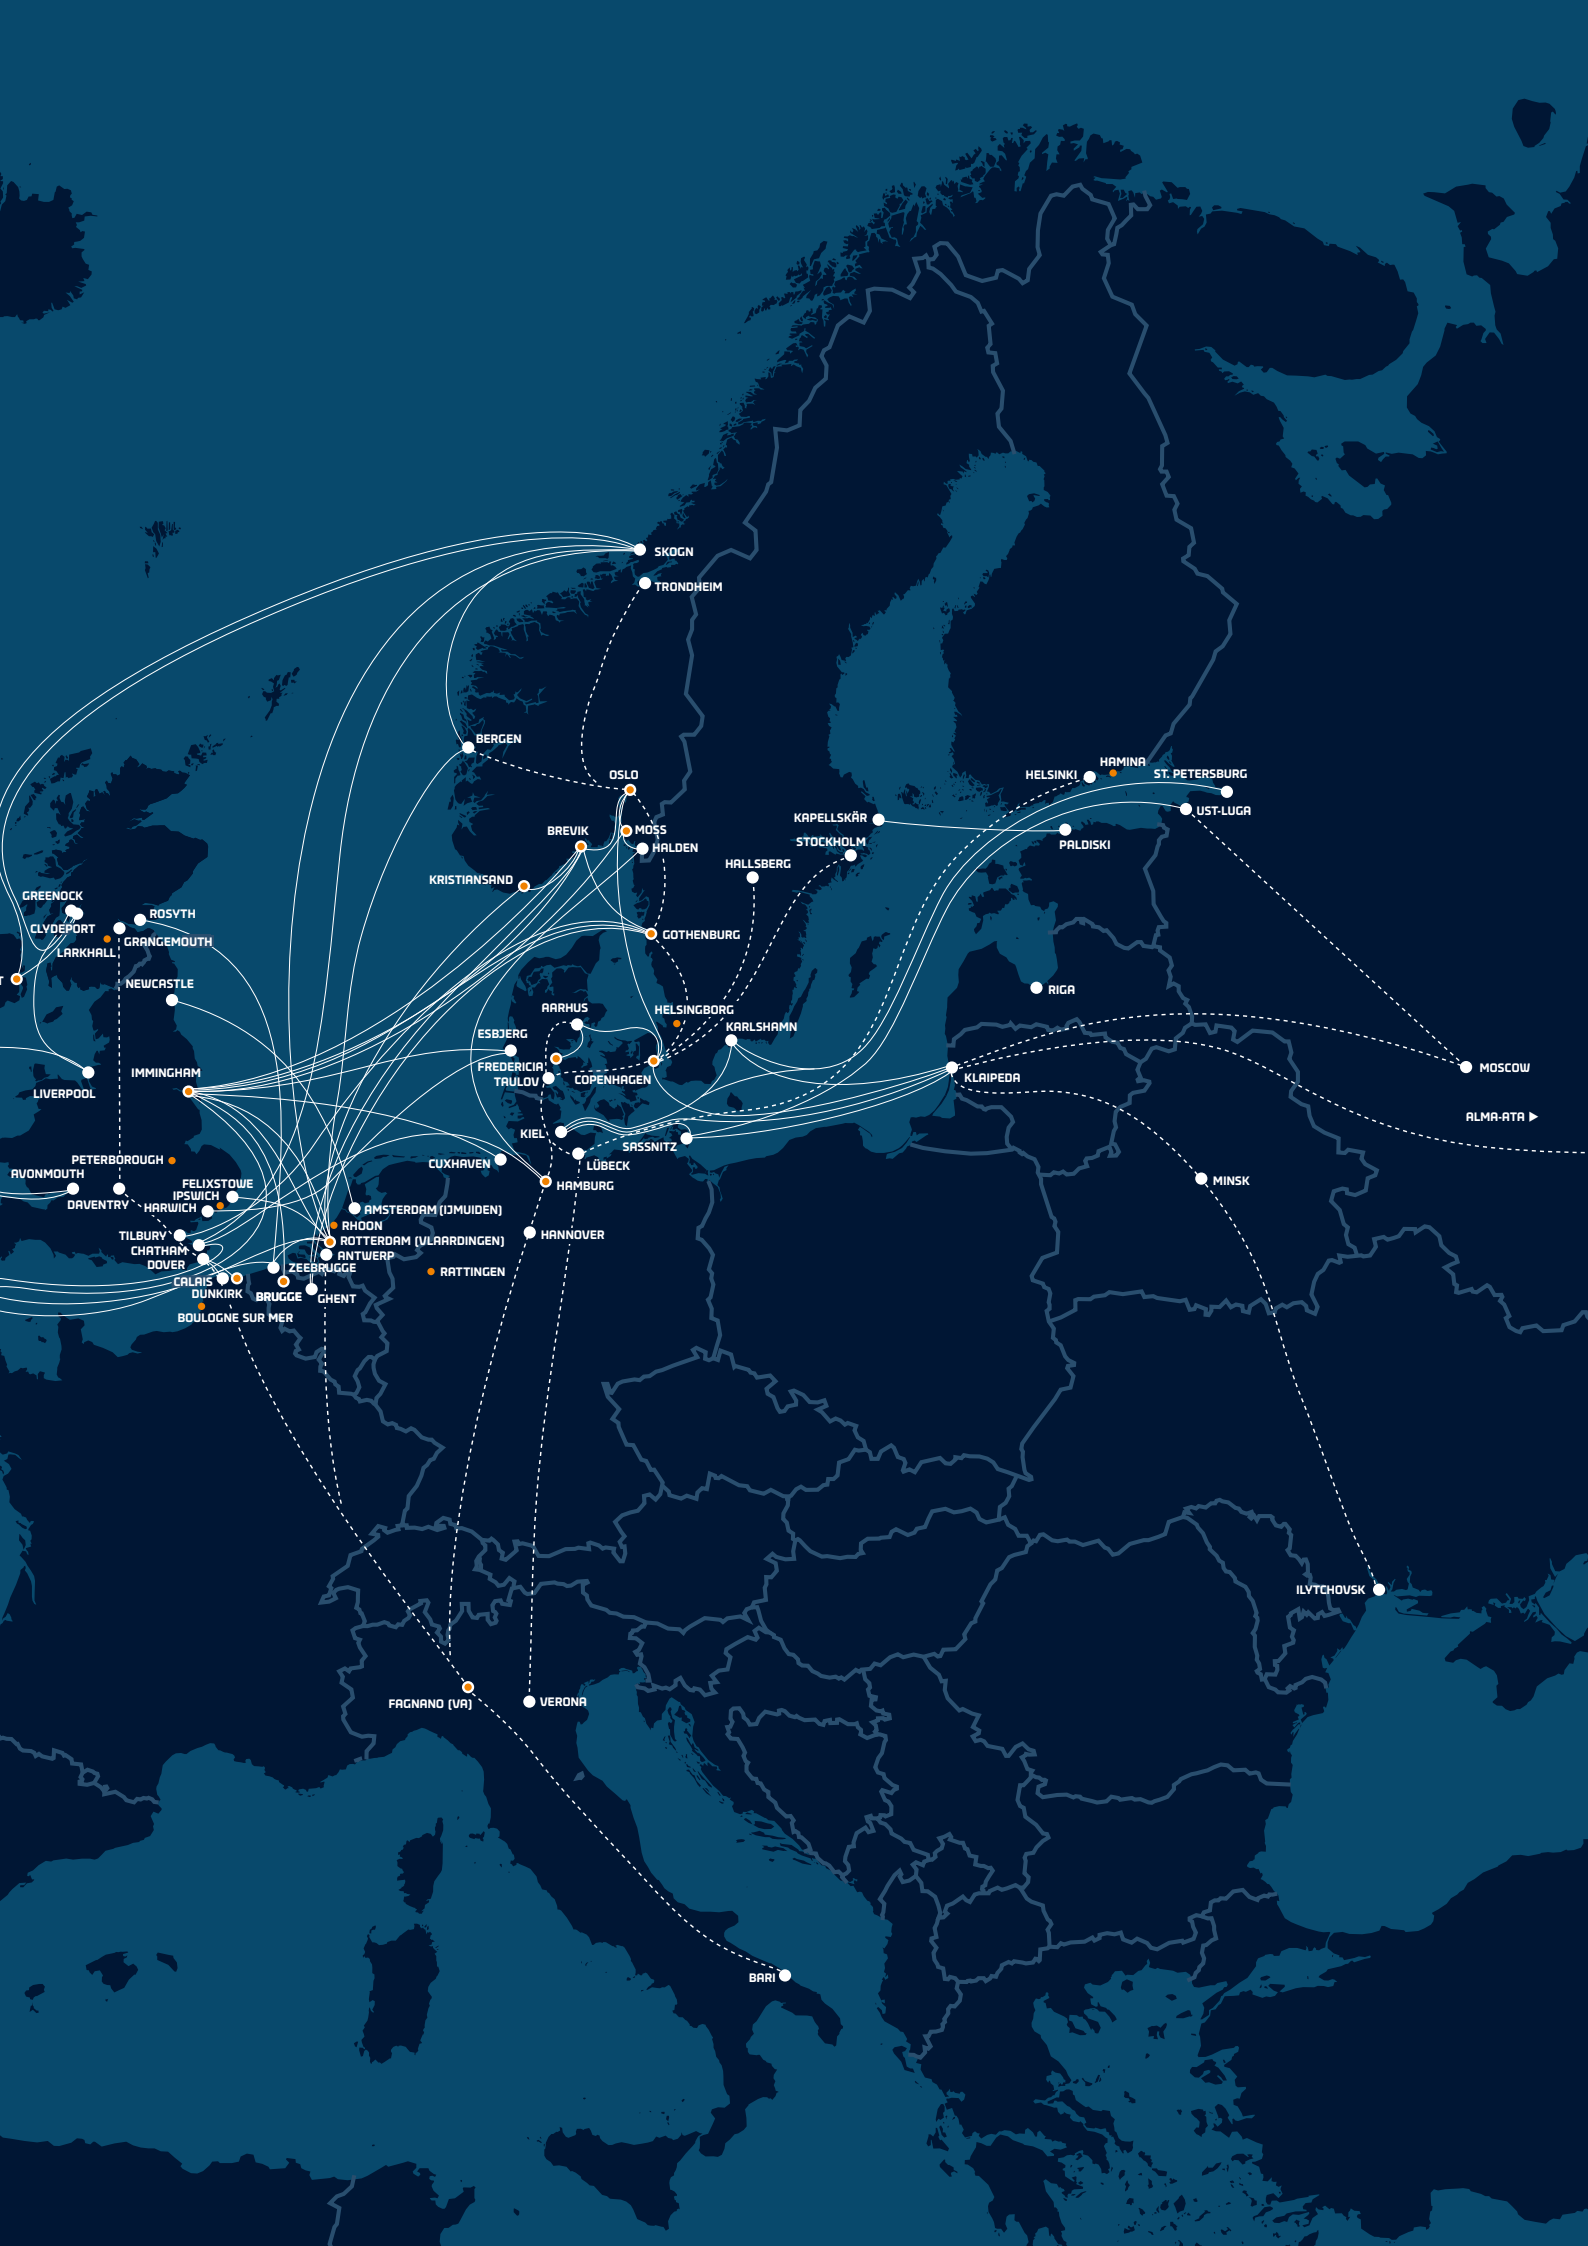 SKOGN
TRONDHEIM
BERGEN
OSLO
HAMINA
HELSINKI
ST. PETERSBURG
UST-LUGA
KAPELLSKÄR
BREVIK
MOSS
HALDEN
STOCKHOLM
PALDISKI
HALLSBERG
KRISTIANSAND
GREENOCK
ROSYTH
CLYDEPORT
GRANGEMOUTH
LARKHALL
GOTHENBURG
T
NEWCASTLE
RIGA
AARHUS
HELSINGBORG
KARLSHAMN
ESBJERG
FREDERICIA
TAULOV
COPENHAGEN
IMMINGHAM
LIVERPOOL
KLAIPEDA
MOSCOW
ALMA-ATA
KIEL
SASSNITZ
PETERBOROUGH
CUXHAVEN
LÜBECK
AVONMOUTH
MINSK
FELIXSTOWE
HAMBURG
IPSWICH
DAVENTRY
HARWICH
AMSTERDAM (IJMUIDEN)
RHOON
TILBURY
ROTTERDAM (VLAARDINGEN)
HANNOVER
CHATHAM
ANTWERP
DOVER
ZEEBRUGGE
RATTINGEN
CALAIS
DUNKIRK
BRUGGE
GHENT
BOULOGNE SUR MER
ILYTCHOVSK
FAGNANO (VA)
VERONA
BARI